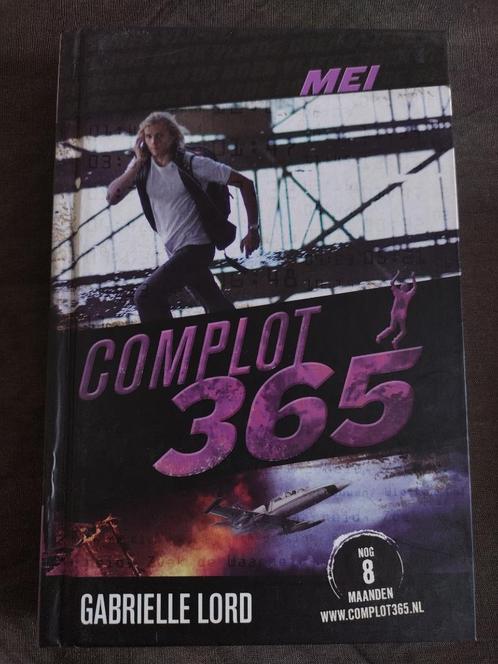 MEI
COMPLOT
365
NOG
8
MAANDEN
WWW.COMPLOT365.NL
GABRIELLE LORD